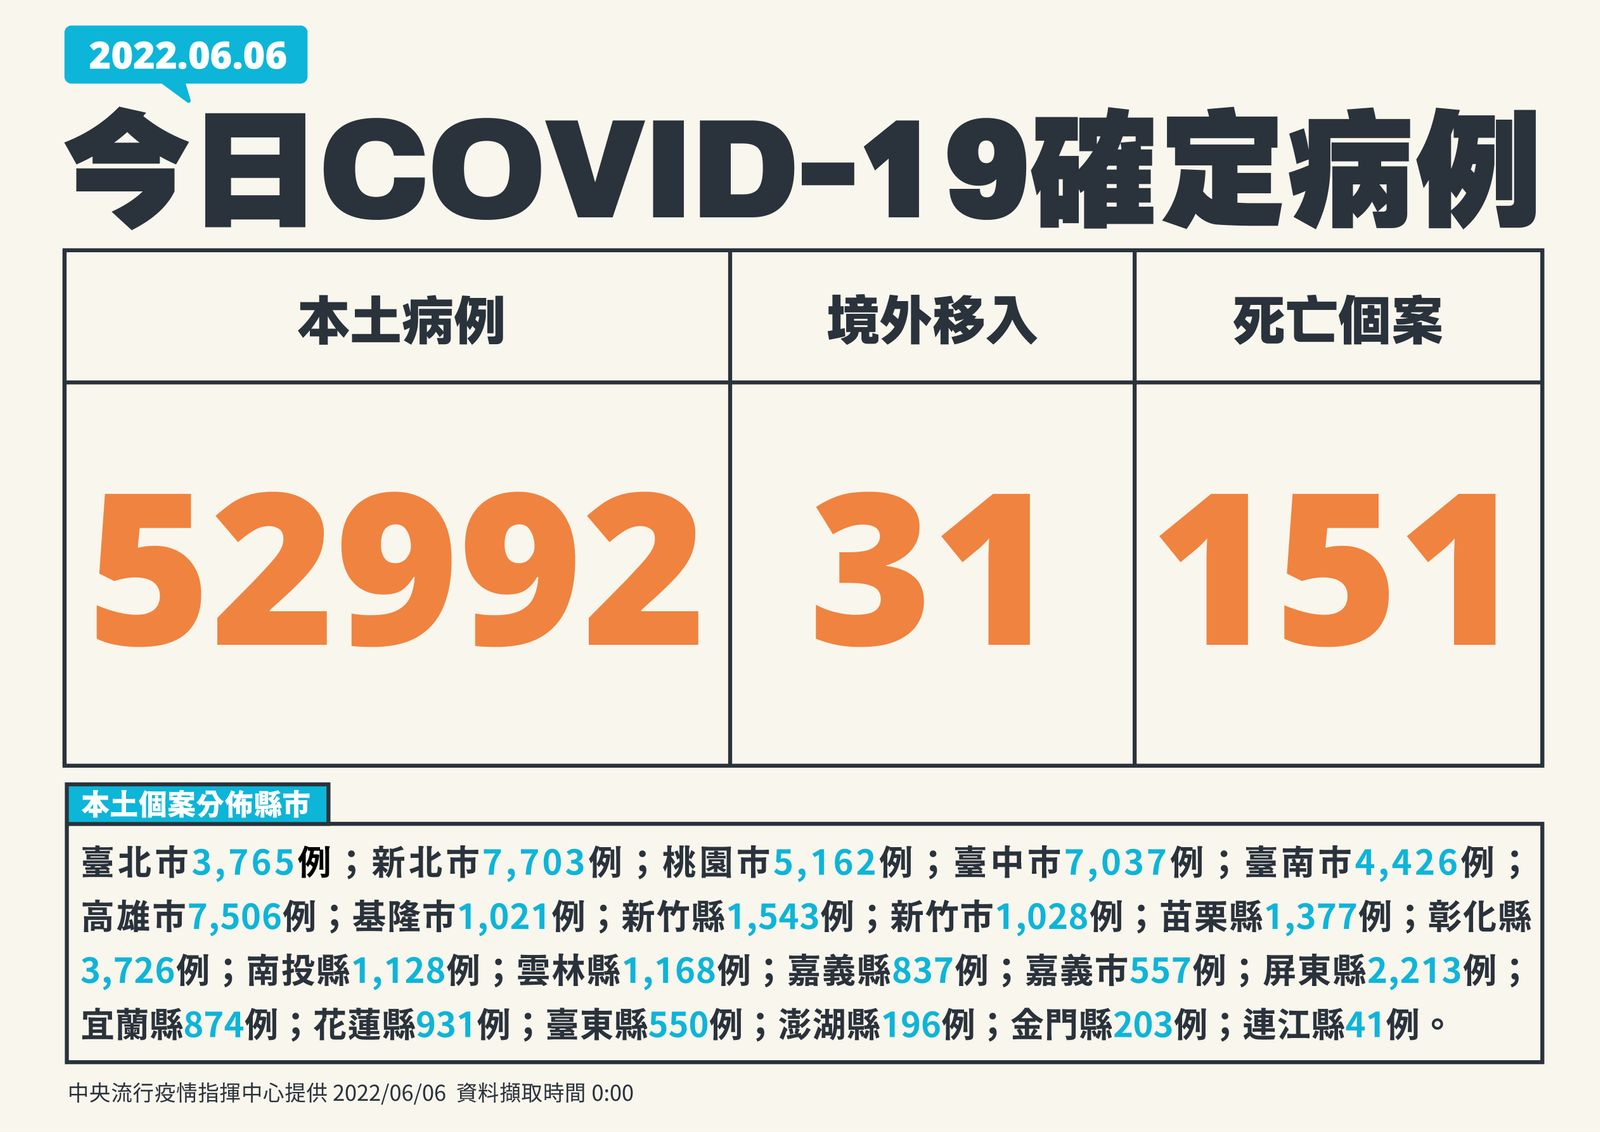 2022.06.06
今日COVID-19確定病例
本土病例 境外移入 死亡個案
52992 31 151
本土個案分佈縣市
臺北市3,765例；新北市7,703例；桃園市5,162例；臺中市7,037例；臺南市4,426例；
高雄市7,506例；基隆市1,021例；新竹縣1,543例；新竹市1,028例；苗栗縣1,377例；彰化縣
3,726例；南投縣1,128例；雲林縣1,168例；嘉義縣837例；嘉義市557例；屏東縣2,213例；
宜蘭縣874例；花蓮縣931例；臺東縣550例；澎湖縣196例；金門縣203例；連江縣41例。
中央流行疫情指揮中心提供 2022/06/06 資料擷取時間 0:00